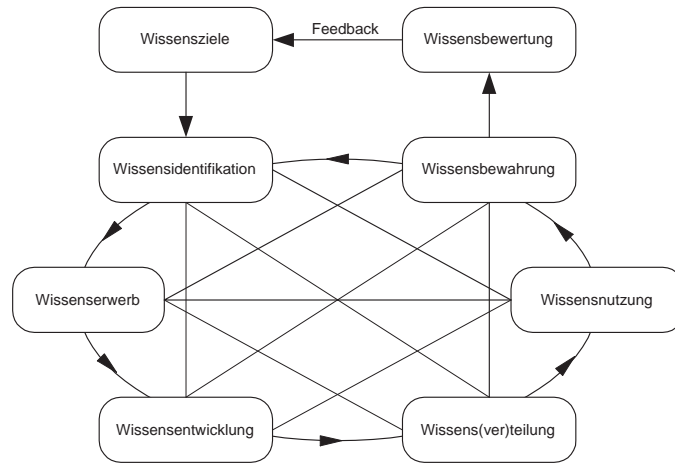 Wissensziele
Feedback
Wissensbewertung
Wissensidentifikation
Wissensbewahrung
Wissenserwerb
Wissensnutzung
Wissensentwicklung
Wissens(ver)teilung